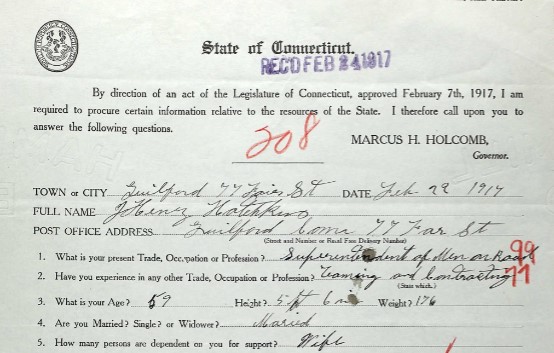 State of Connecticut.
REC'D FEB 24 1917
By direction of an act of the Legislature of Connecticut, approved February 7th, 1917, I am
required to procure certain information relative to the resources of the State. I therefore call upon you to
answer the following questions.
208
MARCUS H. HOLCOMB,
Governor.
TOWN or CITY Guilford 77 Fair St DATE Feb 22 1917
FULL NAME J Henry Hotchkiss
POST OFFICE ADDRESS Guilford Conn 77 Far St
(Street and Number or Rural Free Delivery Number)
1. What is your present Trade, Occupation or Profession? Superintendent of Men on Road 99
2. Have you experience in any other Trade, Occupation or Profession? Teaming and Contracting 77
(State which.)
3. What is your Age? 59 Height? 5 ft 6 in Weight? 176
4. Are you Married? Single? or Widower? Maried
5. How many persons are dependent on you for support? Wife